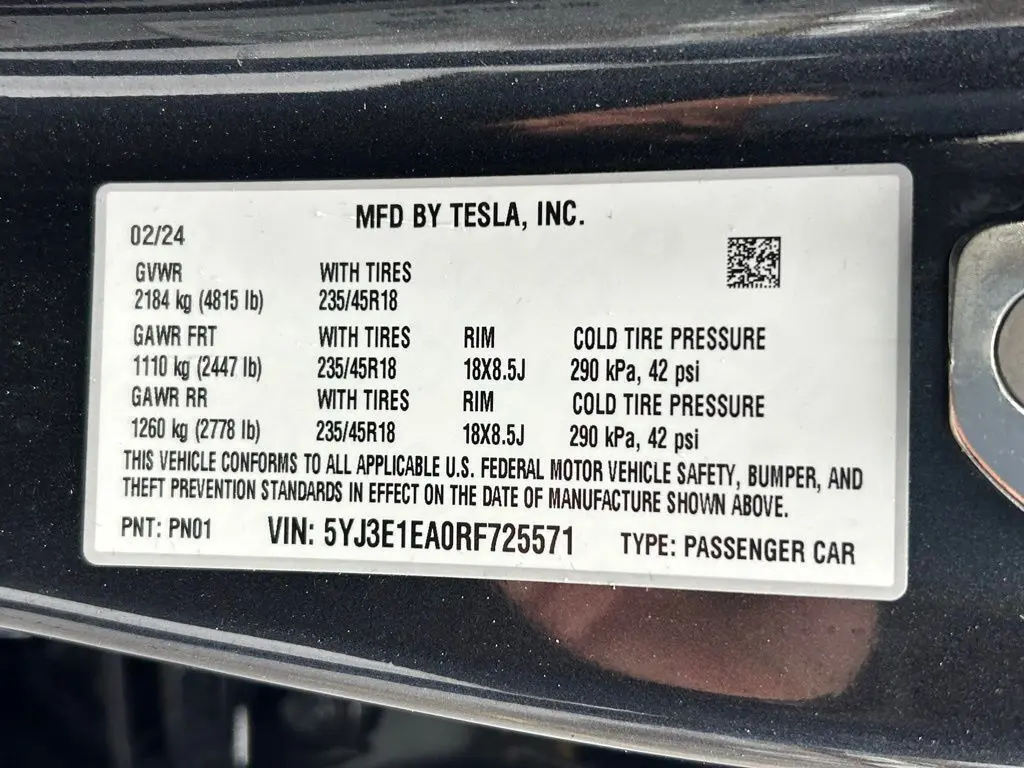 MFD BY TESLA, INC.
02/24
GVWR WITH TIRES
2184 kg (4815 lb) 235/45R18
GAWR FRT WITH TIRES RIM COLD TIRE PRESSURE
1110 kg (2447 lb) 235/45R18 18X8.5J 290 kPa, 42 psi
GAWR RR WITH TIRES RIM COLD TIRE PRESSURE
1260 kg (2778 lb) 235/45R18 18X8.5J 290 kPa, 42 psi
THIS VEHICLE CONFORMS TO ALL APPLICABLE U.S. FEDERAL MOTOR VEHICLE SAFETY, BUMPER, AND
THEFT PREVENTION STANDARDS IN EFFECT ON THE DATE OF MANUFACTURE SHOWN ABOVE.
PNT: PN01 VIN: 5YJ3E1EA0RF725571 TYPE: PASSENGER CAR